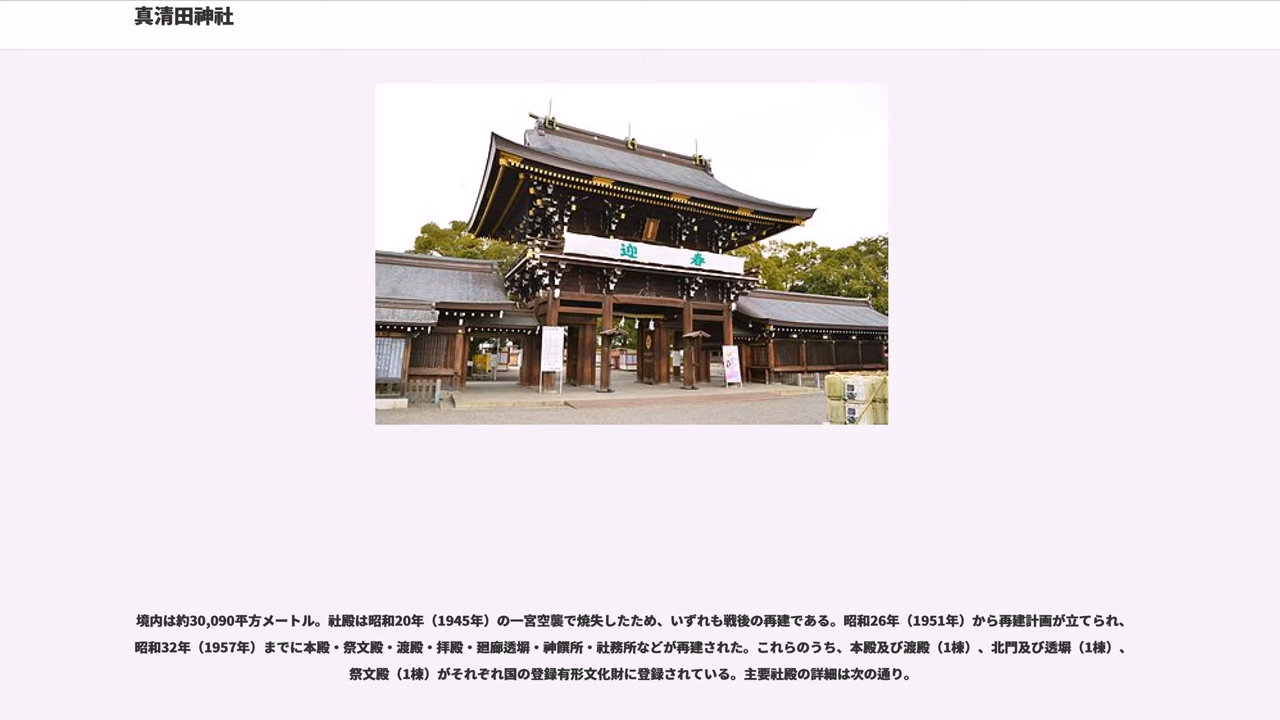 真清田神社
迎春
境内は約30,090平方メートル。社殿は昭和20年（1945年）の一宮空襲で焼失したため、いずれも戦後の再建である。昭和26年（1951年）から再建計画が立てられ、
昭和32年（1957年）までに本殿・祭文殿・渡殿・拝殿・廻廊透塀・神饌所・社務所などが再建された。これらのうち、本殿及び渡殿（1棟）、北門及び透塀（1棟）、
祭文殿（1棟）がそれぞれ国の登録有形文化財に登録されている。主要社殿の詳細は次の通り。